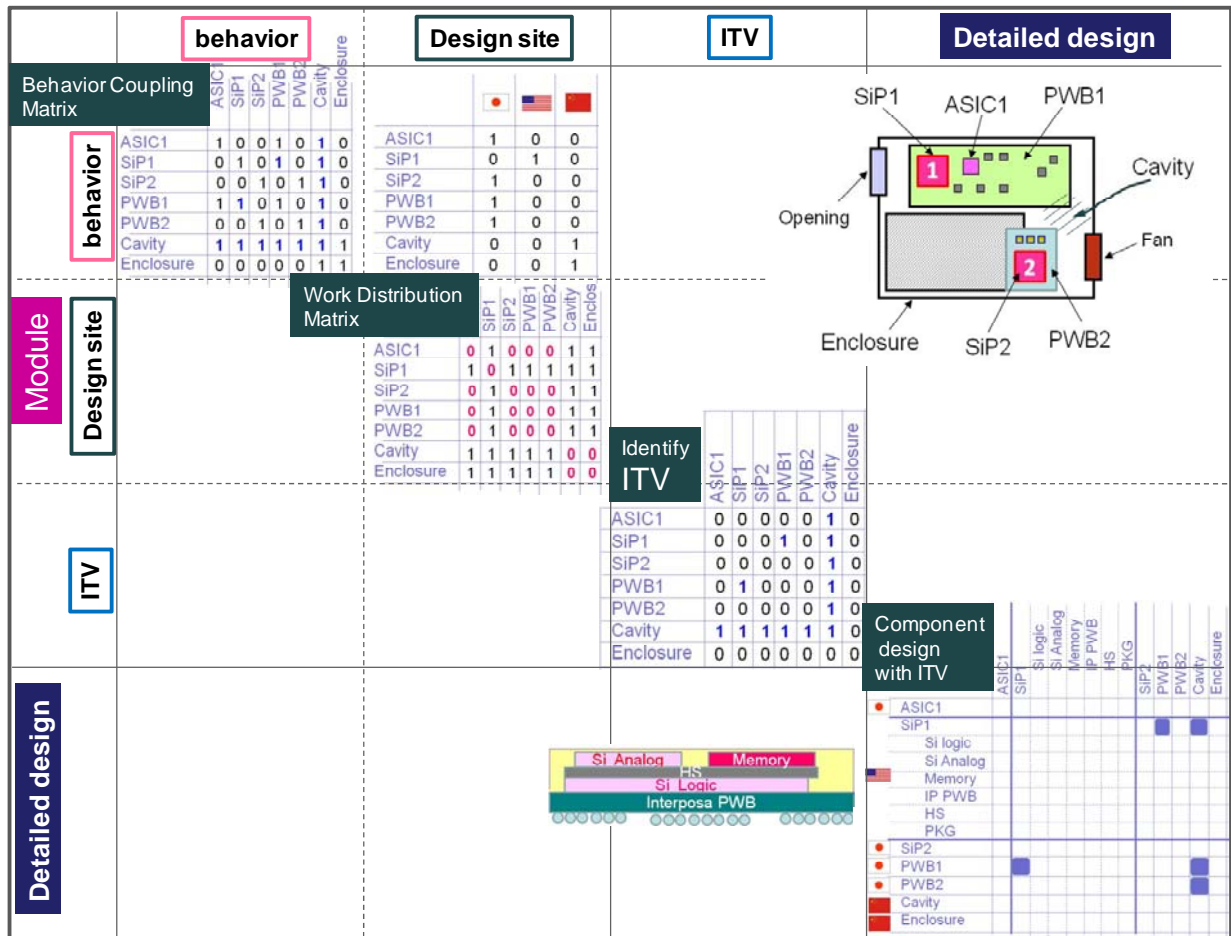 behavior
Design site
ITV
Detailed design
Behavior Coupling
Matrix
ASIC1
SiP1
SiP2
PWB1
PWB2
Cavity
Enclosure
behavior
ASIC1 1 0 0 1 0 1 0
SiP1 0 1 0 1 0 1 0
SiP2 0 0 1 0 1 1 0
PWB1 1 1 0 1 0 1 0
PWB2 0 0 1 0 1 1 0
Cavity 1 1 1 1 1 1 1
Enclosure 0 0 0 0 0 1 1
ASIC1 1 0 0
SiP1 0 1 0
SiP2 1 0 0
PWB1 1 0 0
PWB2 1 0 0
Cavity 0 0 1
Enclosure 0 0 1
SiP1
ASIC1
PWB1
Cavity
Opening
Fan
Enclosure
SiP2
PWB2
1
2
Module
Design site
Work Distribution
Matrix
SiP1
SiP2
PWB1
PWB2
Cavity
Enclos
ASIC1 0 1 0 0 0 1 1
SiP1 1 0 1 1 1 1 1
SiP2 0 1 0 0 0 1 1
PWB1 0 1 0 0 0 1 1
PWB2 0 1 0 0 0 1 1
Cavity 1 1 1 1 1 0 0
Enclosure 1 1 1 1 1 0 0
Identify
ITV
ASIC1
SiP1
SiP2
PWB1
PWB2
Cavity
Enclosure
ITV
ASIC1 0 0 0 0 0 1 0
SiP1 0 0 0 1 0 1 0
SiP2 0 0 0 0 0 1 0
PWB1 0 1 0 0 0 1 0
PWB2 0 0 0 0 0 1 0
Cavity 1 1 1 1 1 1 0
Enclosure 0 0 0 0 0 0 0
Component
design
with ITV
ASIC1
SiP1
Si logic
Si Analog
Memory
IP PWB
HS
PKG
SiP2
PWB1
PWB2
Cavity
Enclosure
Detailed design
Si Analog
Memory
HS
Si Logic
Interposa PWB
ASIC1
SiP1
Si logic
Si Analog
Memory
IP PWB
HS
PKG
SiP2
PWB1
PWB2
Cavity
Enclosure